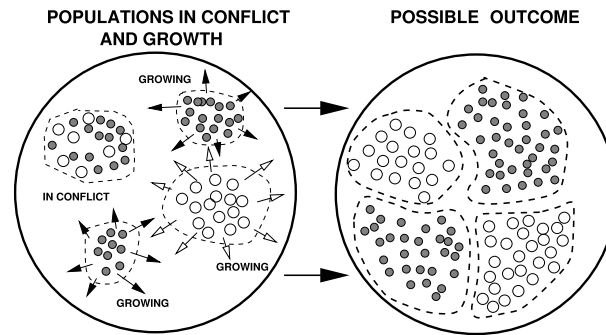 POPULATIONS IN CONFLICT
AND GROWTH
POSSIBLE OUTCOME
GROWING
IN CONFLICT
GROWING
GROWING